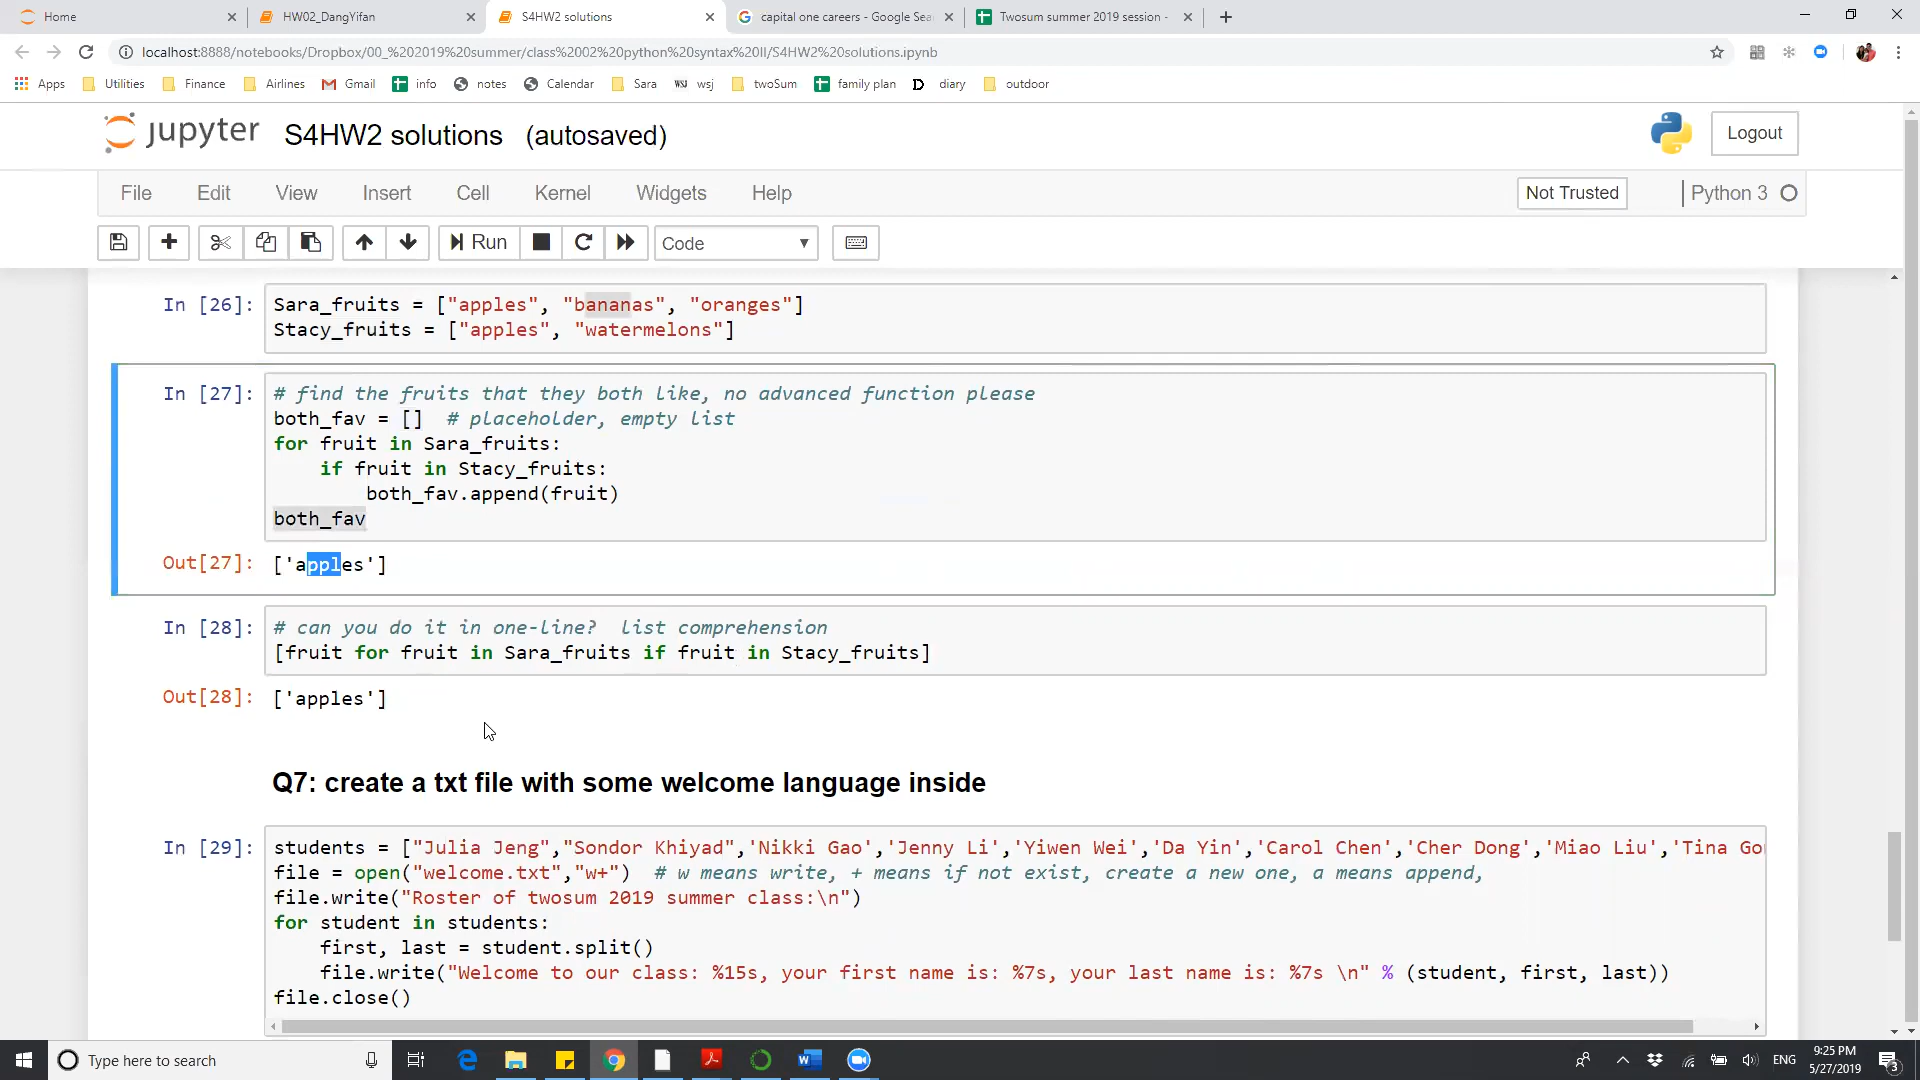 Home
HW02_DangYifan
S4HW2 solutions
capital one careers - Google Sea
Twosum summer 2019 session -
localhost:8888/notebooks/Dropbox/00_%202019%20summer/class%2002%20python%20syntax%20II/S4HW2%20solutions.ipynb
Apps Utilities Finance Airlines Gmail info notes Calendar Sara wsj wsj twoSum family plan D diary outdoor
jupyter S4HW2 solutions (autosaved) Logout
File Edit View Insert Cell Kernel Widgets Help Not Trusted Python 3
Run Code
In [26]: Sara_fruits = ["apples", "bananas", "oranges"]
Stacy_fruits = ["apples", "watermelons"]
In [27]: # find the fruits that they both like, no advanced function please
both_fav = [] # placeholder, empty list
for fruit in Sara_fruits:
if fruit in Stacy_fruits:
both_fav.append(fruit)
both_fav
Out[27]: ['apples']
In [28]: # can you do it in one-line? list comprehension
[fruit for fruit in Sara_fruits if fruit in Stacy_fruits]
Out[28]: ['apples']
Q7: create a txt file with some welcome language inside
In [29]: students = ["Julia Jeng","Sondor Khiyad",'Nikki Gao','Jenny Li','Yiwen Wei','Da Yin','Carol Chen','Cher Dong','Miao Liu','Tina Go
file = open("welcome.txt","w+") # w means write, + means if not exist, create a new one, a means append,
file.write("Roster of twosum 2019 summer class:\n")
for student in students:
first, last = student.split()
file.write("Welcome to our class: %15s, your first name is: %7s, your last name is: %7s \n" % (student, first, last))
file.close()
Type here to search
ENG
9:25 PM
5/27/2019
3